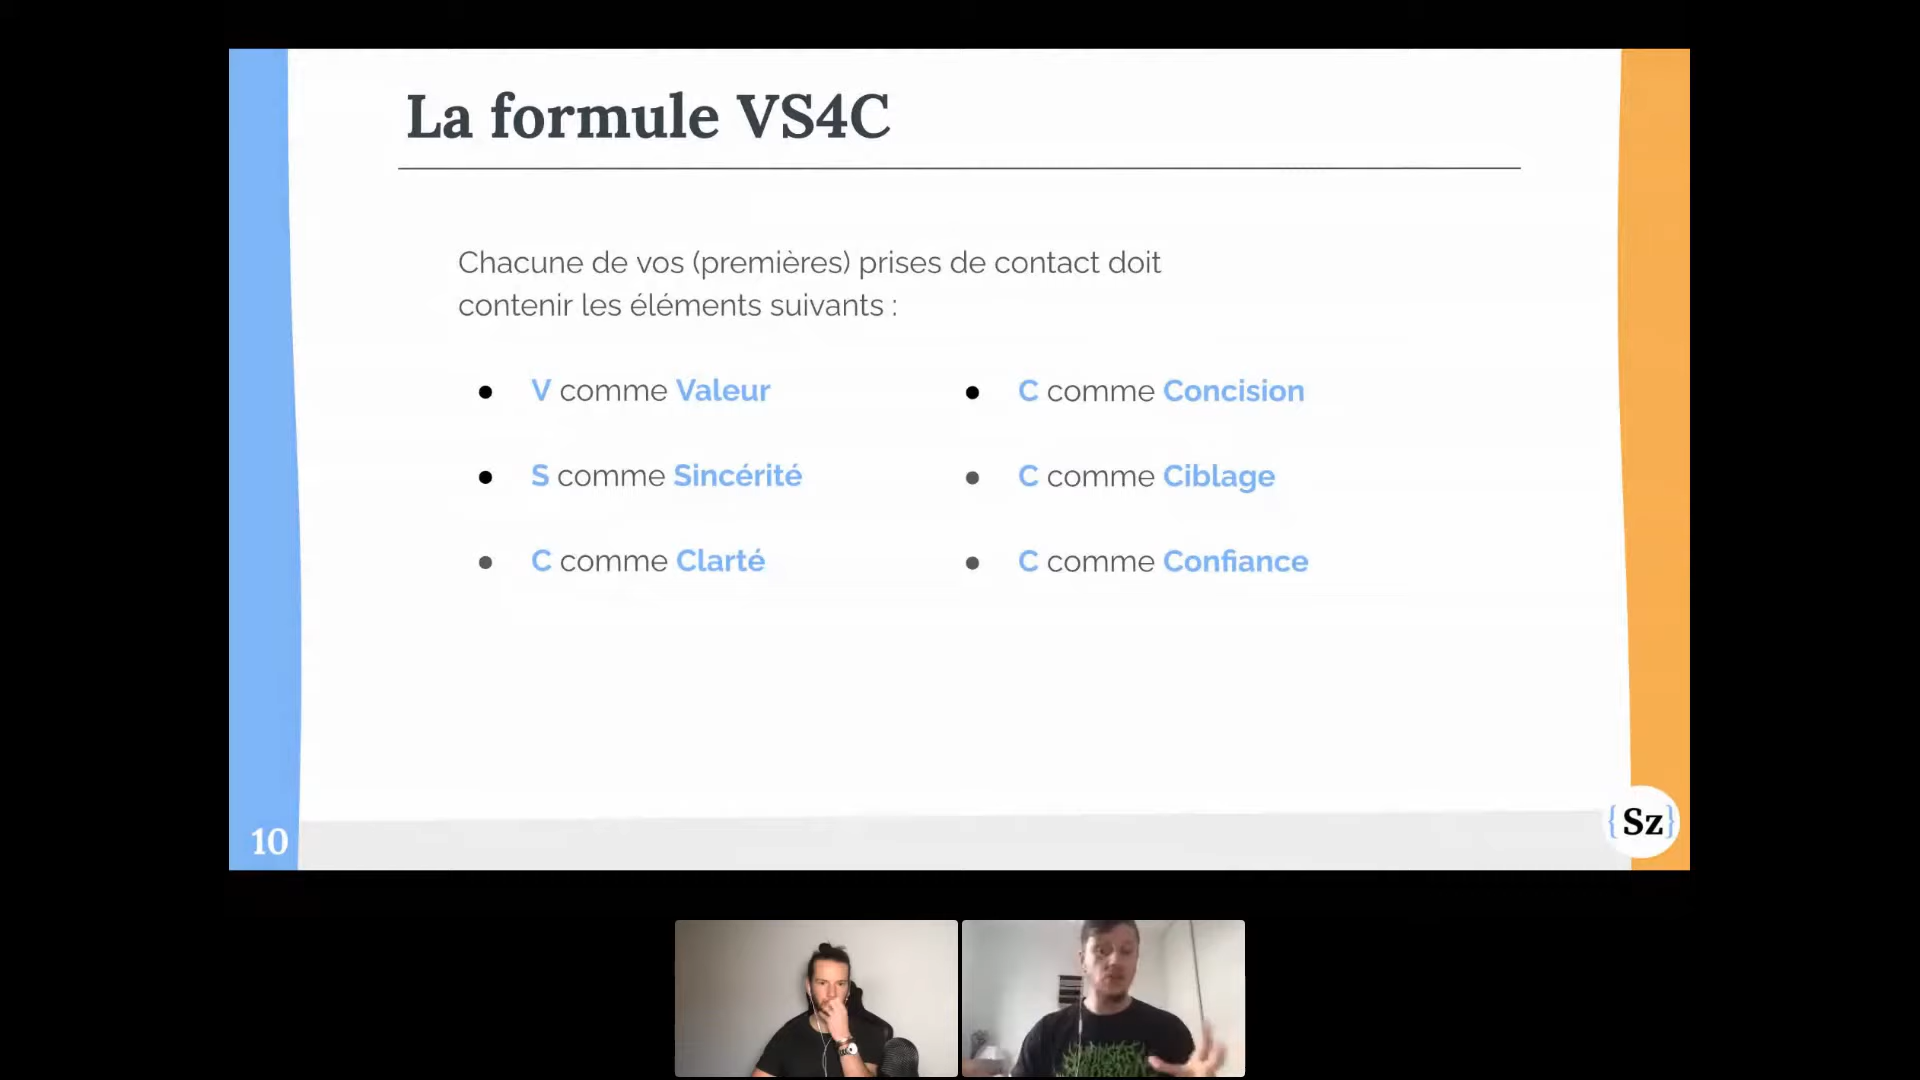 La formule VS4C
Chacune de vos (premières) prises de contact doit
contenir les éléments suivants :
● V comme Valeur
● S comme Sincérité
● C comme Clarté
● C comme Concision
● C comme Ciblage
● C comme Confiance
10
{Sz}